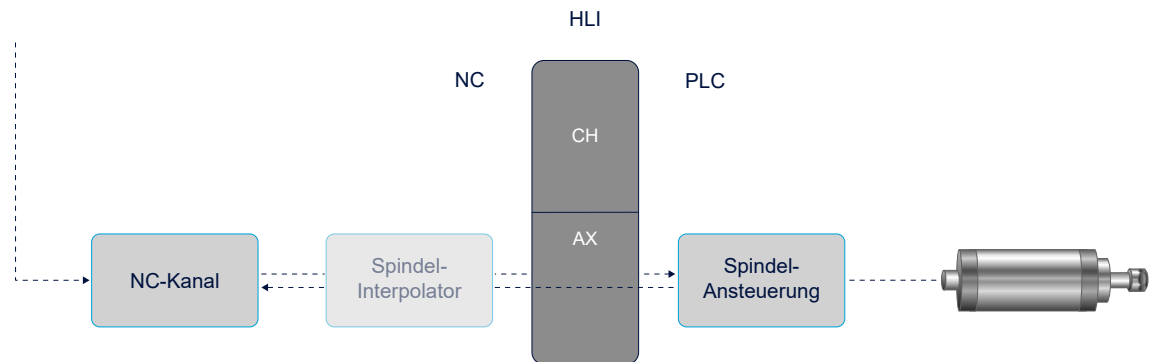 HLI
NC
PLC
CH
AX
NC-Kanal
Spindel-
Interpolator
Spindel-
Ansteuerung